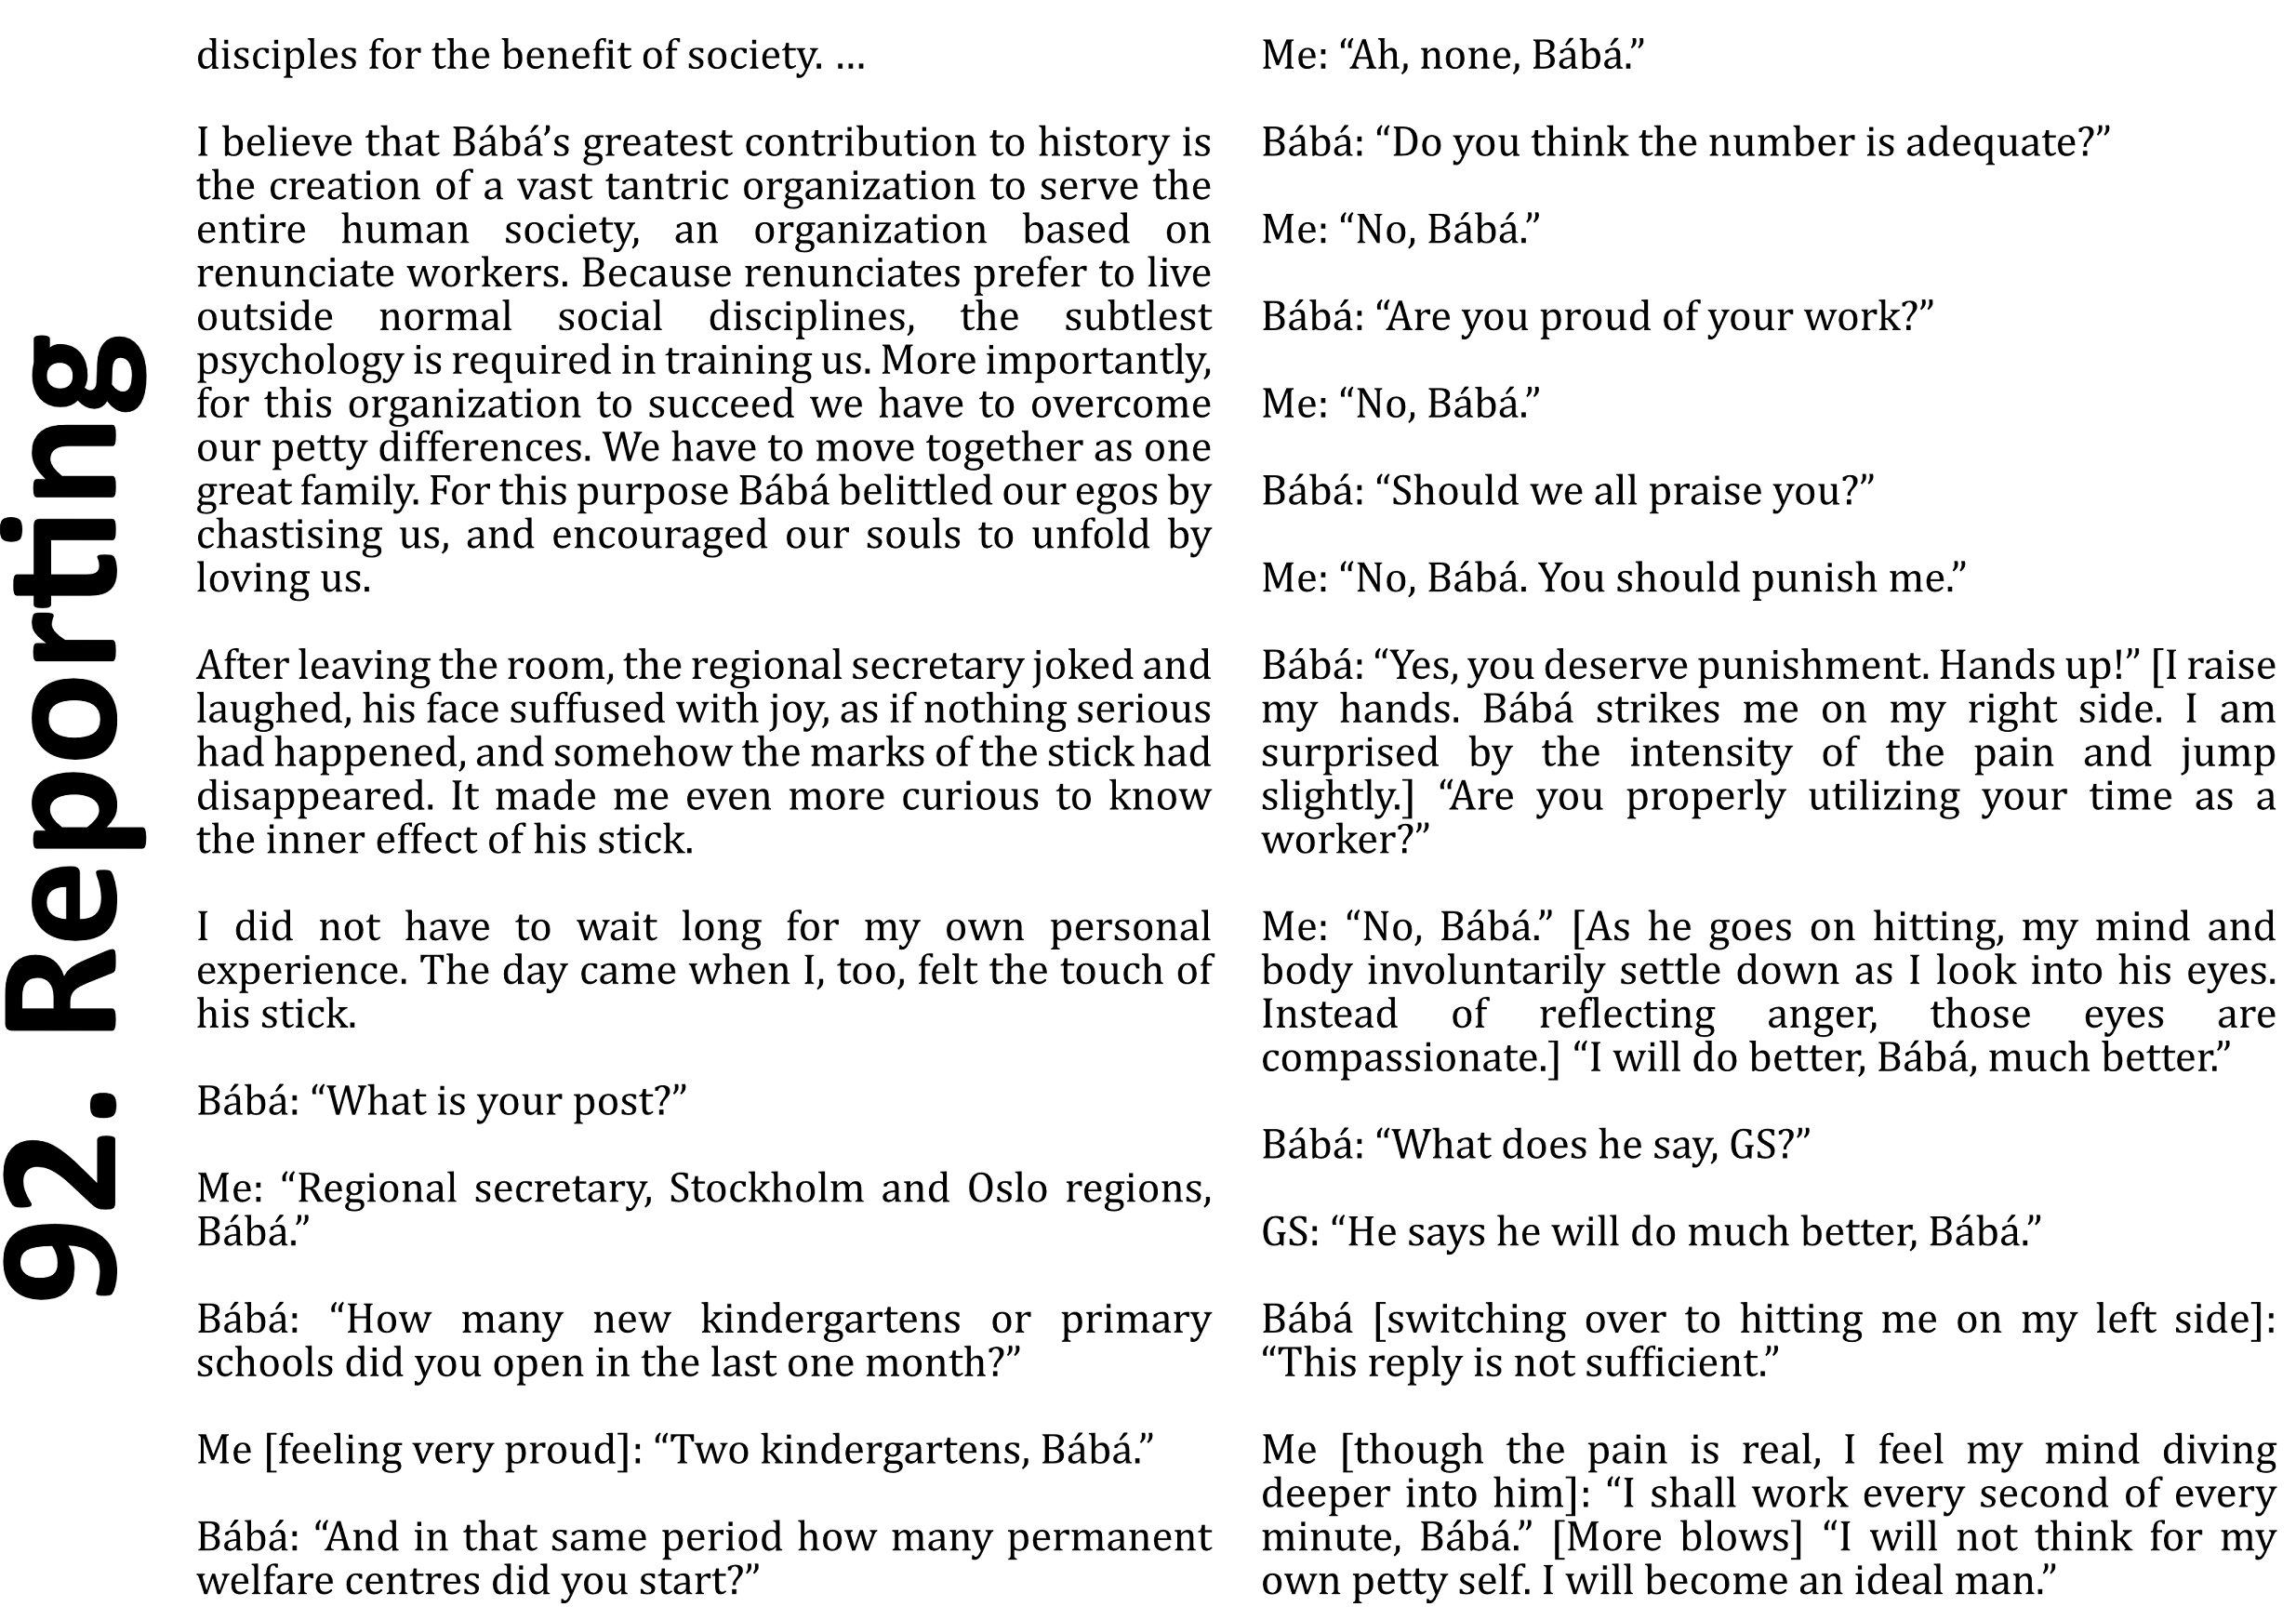 92. Reporting
disciples for the benefit of society. …
I believe that Bábá’s greatest contribution to history is
the creation of a vast tantric organization to serve the
entire human society, an organization based on
renunciate workers. Because renunciates prefer to live
outside normal social disciplines, the subtlest
psychology is required in training us. More importantly,
for this organization to succeed we have to overcome
our petty differences. We have to move together as one
great family. For this purpose Bábá belittled our egos by
chastising us, and encouraged our souls to unfold by
loving us.
After leaving the room, the regional secretary joked and
laughed, his face suffused with joy, as if nothing serious
had happened, and somehow the marks of the stick had
disappeared. It made me even more curious to know
the inner effect of his stick.
I did not have to wait long for my own personal
experience. The day came when I, too, felt the touch of
his stick.
Bábá: “What is your post?”
Me: “Regional secretary, Stockholm and Oslo regions,
Bábá.”
Bábá: “How many new kindergartens or primary
schools did you open in the last one month?”
Me [feeling very proud]: “Two kindergartens, Bábá.”
Bábá: “And in that same period how many permanent
welfare centres did you start?”
Me: “Ah, none, Bábá.”
Bábá: “Do you think the number is adequate?”
Me: “No, Bábá.”
Bábá: “Are you proud of your work?”
Me: “No, Bábá.”
Bábá: “Should we all praise you?”
Me: “No, Bábá. You should punish me.”
Bábá: “Yes, you deserve punishment. Hands up!” [I raise
my hands. Bábá strikes me on my right side. I am
surprised by the intensity of the pain and jump
slightly.] “Are you properly utilizing your time as a
worker?”
Me: “No, Bábá.” [As he goes on hitting, my mind and
body involuntarily settle down as I look into his eyes.
Instead of reflecting anger, those eyes are
compassionate.] “I will do better, Bábá, much better.”
Bábá: “What does he say, GS?”
GS: “He says he will do much better, Bábá.”
Bábá [switching over to hitting me on my left side]:
“This reply is not sufficient.”
Me [though the pain is real, I feel my mind diving
deeper into him]: “I shall work every second of every
minute, Bábá.” [More blows] “I will not think for my
own petty self. I will become an ideal man.”